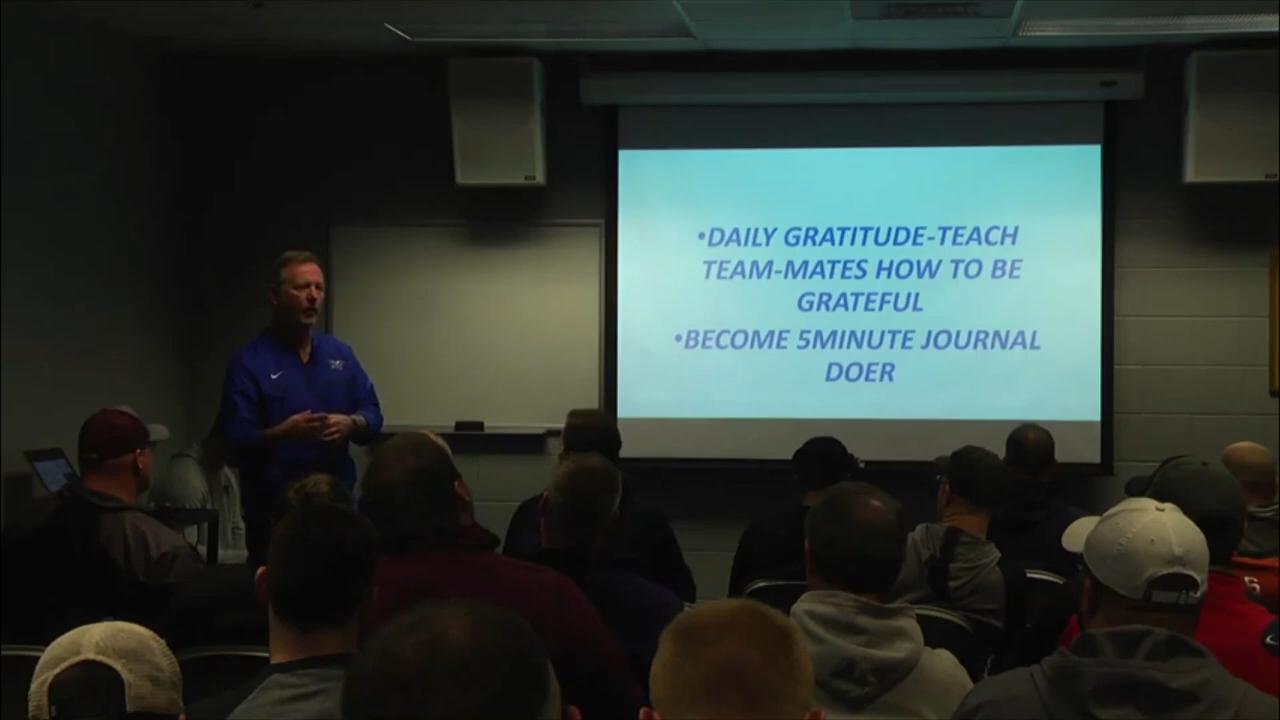 •DAILY GRATITUDE-TEACH
TEAM-MATES HOW TO BE
GRATEFUL
•BECOME 5MINUTE JOURNAL
DOER